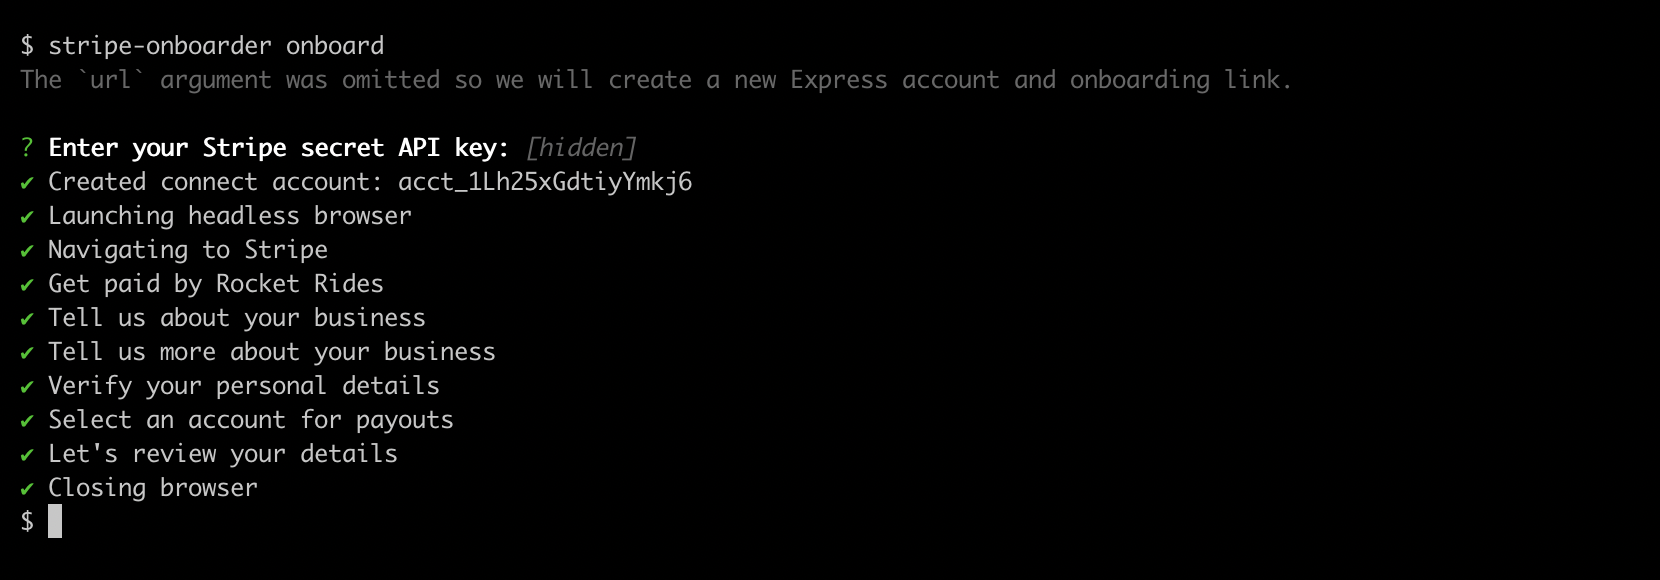 $ stripe-onboarder onboard
The `url` argument was omitted so we will create a new Express account and onboarding link.
? Enter your Stripe secret API key: [hidden]
✔ Created connect account: acct_1Lh25xGdtiyYmkj6
✔ Launching headless browser
✔ Navigating to Stripe
✔ Get paid by Rocket Rides
✔ Tell us about your business
✔ Tell us more about your business
✔ Verify your personal details
✔ Select an account for payouts
✔ Let's review your details
✔ Closing browser
$